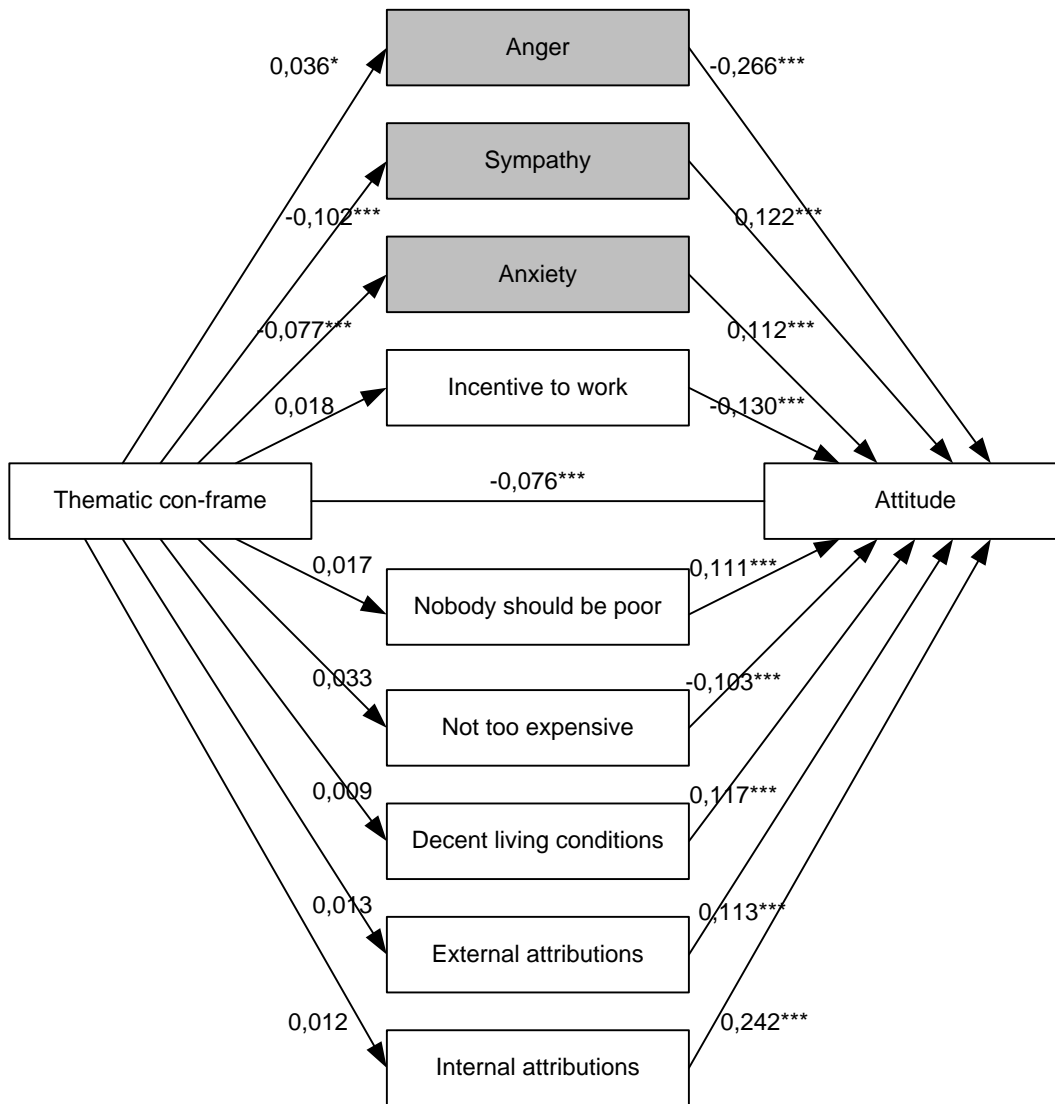 Anger
0,036*
-0,266***
Sympathy
-0,102***
0,122***
Anxiety
-0,077***
0,112***
Incentive to work
0,018
-0,130***
Thematic con-frame
-0,076***
Attitude
0,017
0,111***
Nobody should be poor
0,033
-0,103***
Not too expensive
0,009
0,117***
Decent living conditions
0,013
0,113***
External attributions
0,012
0,242***
Internal attributions